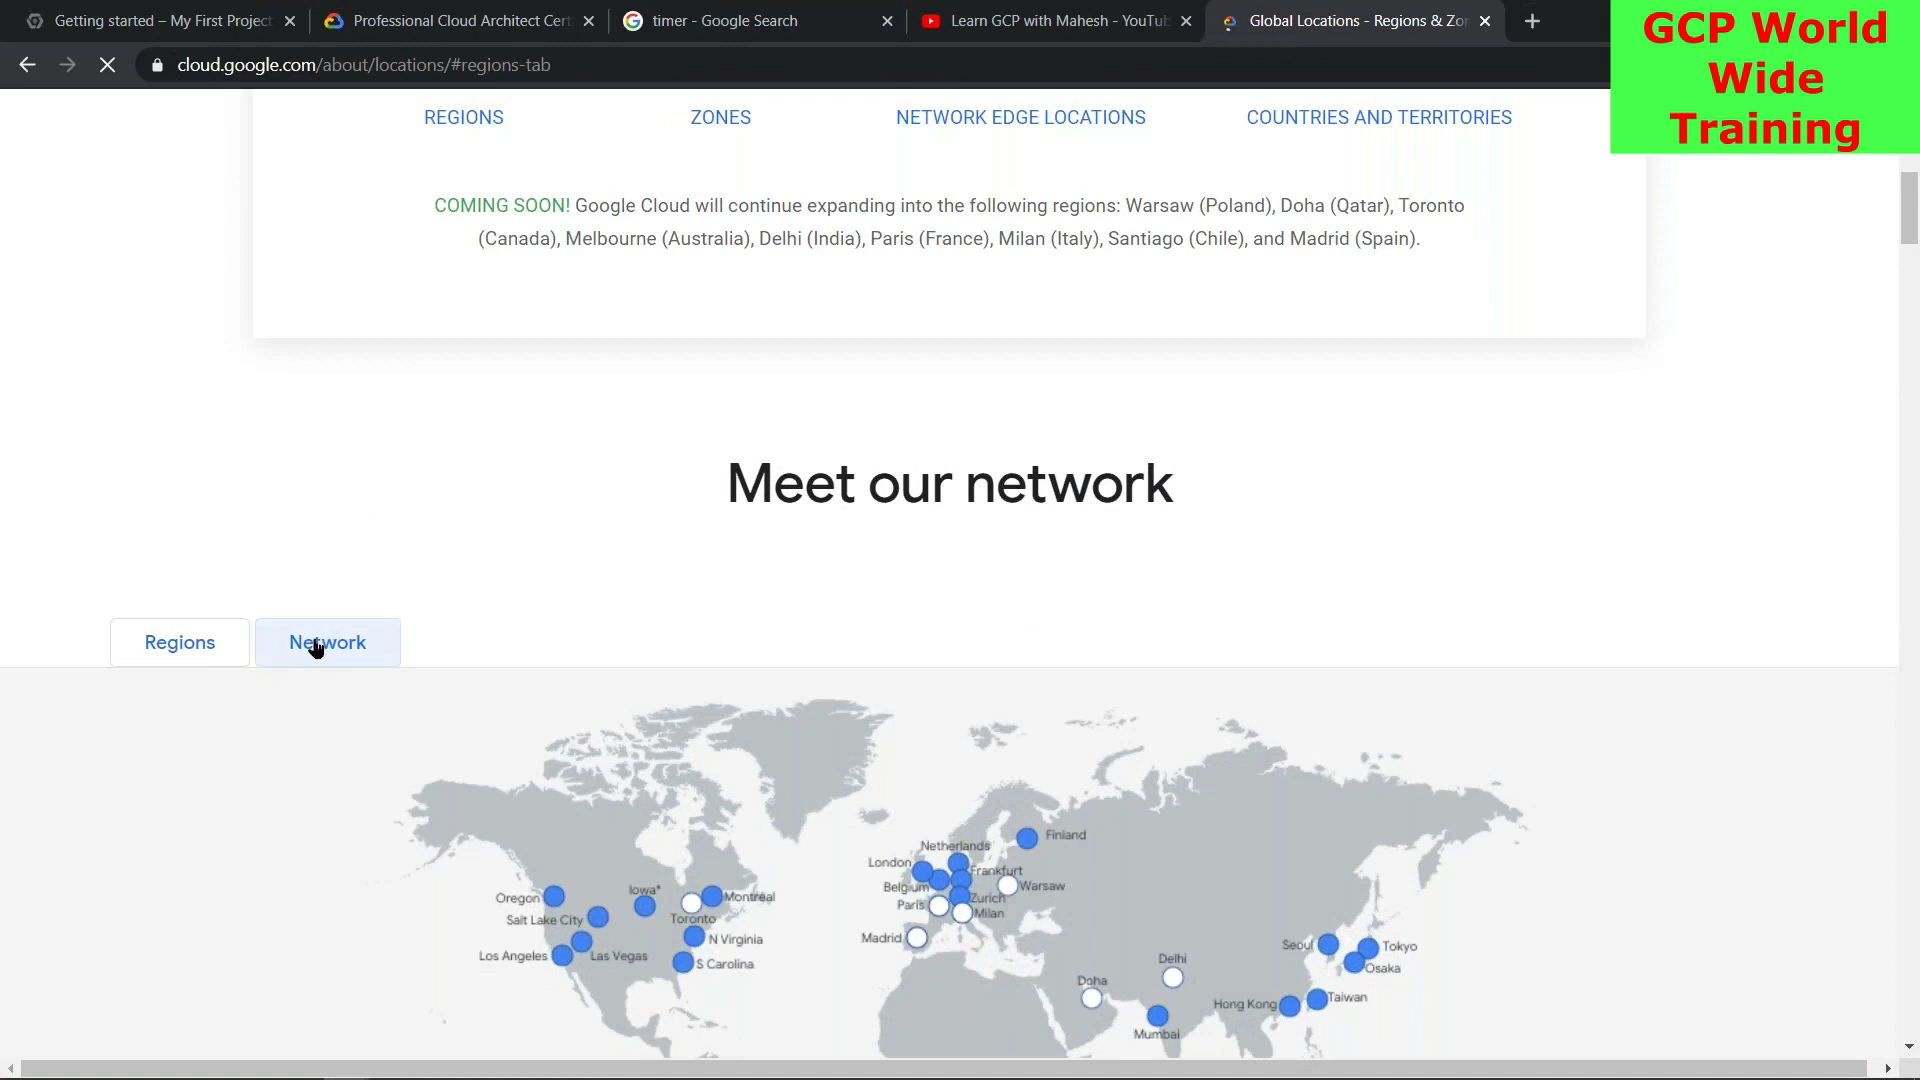 Getting started – My First Project
Professional Cloud Architect Cert
timer - Google Search
Learn GCP with Mahesh - YouTub
Global Locations - Regions & Zon
cloud.google.com/about/locations/#regions-tab
GCP World
Wide
Training
REGIONS
ZONES
NETWORK EDGE LOCATIONS
COUNTRIES AND TERRITORIES
COMING SOON! Google Cloud will continue expanding into the following regions: Warsaw (Poland), Doha (Qatar), Toronto
(Canada), Melbourne (Australia), Delhi (India), Paris (France), Milan (Italy), Santiago (Chile), and Madrid (Spain).
Meet our network
Regions
Network
Finland
Netherlands
London
Frankfurt
Belgium
Warsaw
Oregon
Iowa*
Montréal
Paris
Zurich
Milan
Salt Lake City
Toronto
Madrid
N Virginia
Seoul
Tokyo
Los Angeles
Las Vegas
S Carolina
Delhi
Osaka
Doha
Hong Kong
Taiwan
Mumbai